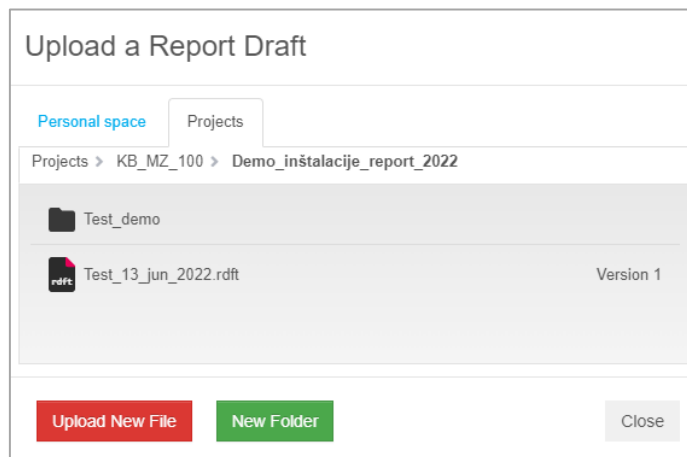 Upload a Report Draft
Personal space Projects
Projects > KB_MZ_100 > Demo_inštalacije_report_2022
Test_demo
rdft Test_13_jun_2022.rdft Version 1
Upload New File New Folder Close